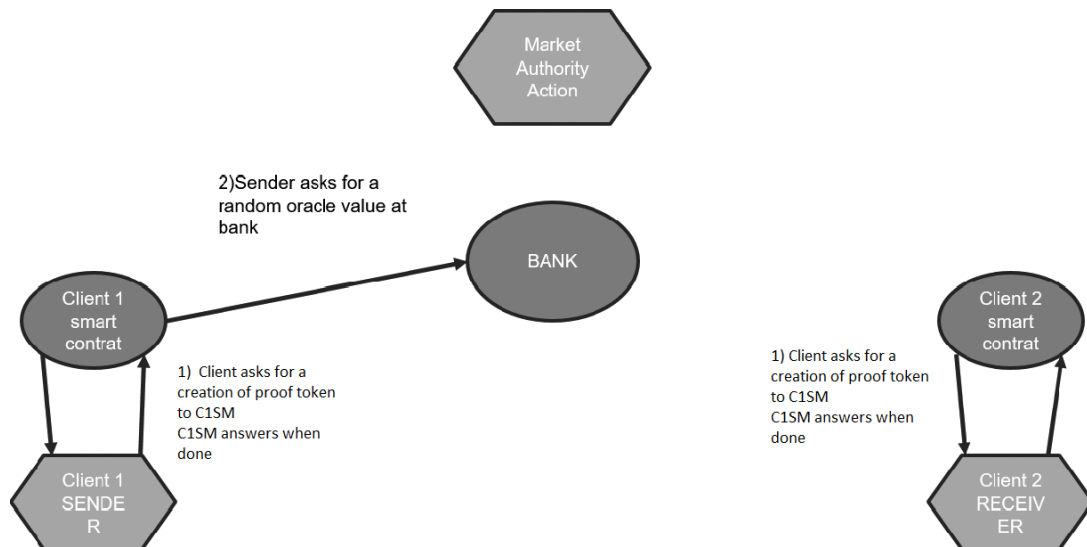 Market
Authority
Action
2)Sender asks for a
random oracle value at
bank
BANK
Client 1
smart
contrat
Client 2
smart
contrat
1) Client asks for a
creation of proof token
to C1SM
C1SM answers when
done
1) Client asks for a
creation of proof token
to C1SM
C1SM answers when
done
Client 1
SENDE
R
Client 2
RECEIV
ER